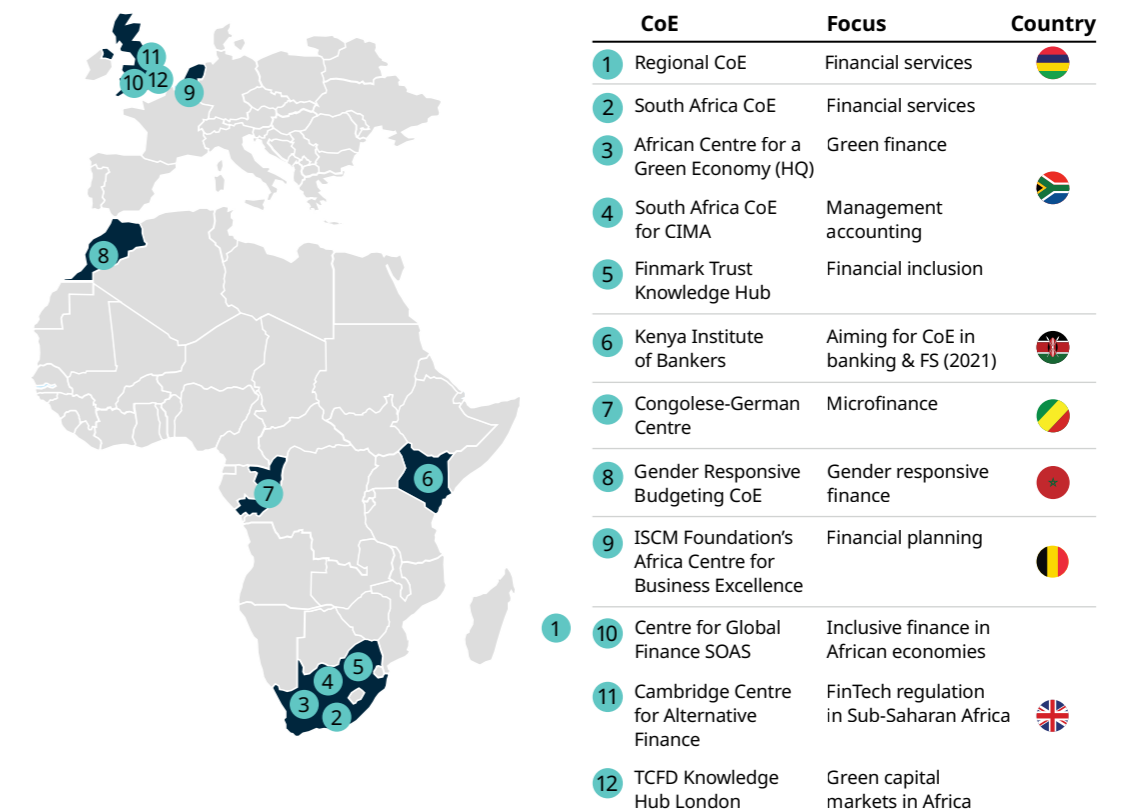 CoE Focus Country
1 Regional CoE Financial services
2 South Africa CoE Financial services
3 African Centre for a Green finance
Green Economy (HQ)
4 South Africa CoE Management
for CIMA accounting
5 Finmark Trust Financial inclusion
Knowledge Hub
6 Kenya Institute Aiming for CoE in
of Bankers banking & FS (2021)
7 Congolese-German Microfinance
Centre
8 Gender Responsive Gender responsive
Budgeting CoE finance
9 ISCM Foundation’s Financial planning
Africa Centre for
Business Excellence
10 Centre for Global Inclusive finance in
Finance SOAS African economies
11 Cambridge Centre FinTech regulation
for Alternative in Sub-Saharan Africa
Finance
12 TCFD Knowledge Green capital
Hub London markets in Africa
11
10
12
9
8
7
6
1
5
4
3
2